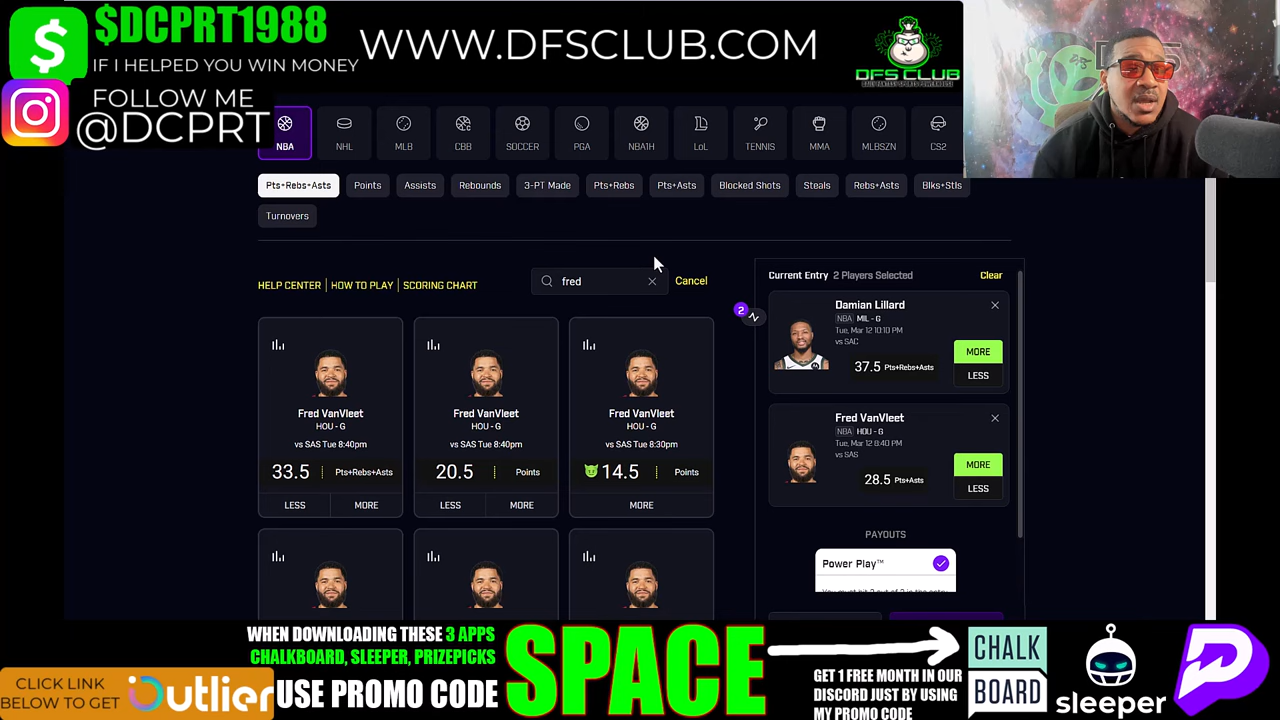 $DCPRT1988
IF I HELPED YOU WIN MONEY
WWW.DFSCLUB.COM
DFS CLUB
FOLLOW ME
@DCPRT
NBA
NHL
MLB
CBB
SOCCER
PGA
NBA1H
LoL
TENNIS
MMA
MLBSZN
CS2
Pts+Rebs+Asts
Points
Assists
Rebounds
3-PT Made
Pts+Rebs
Pts+Asts
Blocked Shots
Steals
Rebs+Asts
Blks+Stls
Turnovers
HELP CENTER | HOW TO PLAY | SCORING CHART
fred
Cancel
Fred VanVleet
HOU - G
vs SAS Tue 8:40pm
33.5 Pts+Rebs+Asts
LESS MORE
Fred VanVleet
HOU - G
vs SAS Tue 8:40pm
20.5 Points
LESS MORE
Fred VanVleet
HOU - G
vs SAS Tue 8:30pm
14.5 Points
MORE
Current Entry 2 Players Selected
Clear
2
Damian Lillard
NBA MIL - G
Tue, Mar 12 10:10 PM
vs SAC
37.5 Pts+Rebs+Asts
MORE
LESS
Fred VanVleet
NBA HOU - G
Tue, Mar 12 8:40 PM
vs SAS
28.5 Pts+Asts
MORE
LESS
PAYOUTS
Power Play™
WHEN DOWNLOADING THESE 3 APPS
CHALKBOARD, SLEEPER, PRIZEPICKS
USE PROMO CODE
SPACE
GET 1 FREE MONTH IN OUR
DISCORD JUST BY USING
MY PROMO CODE
CHALK
BOARD
sleeper
CLICK LINK
BELOW TO GET
Outlier